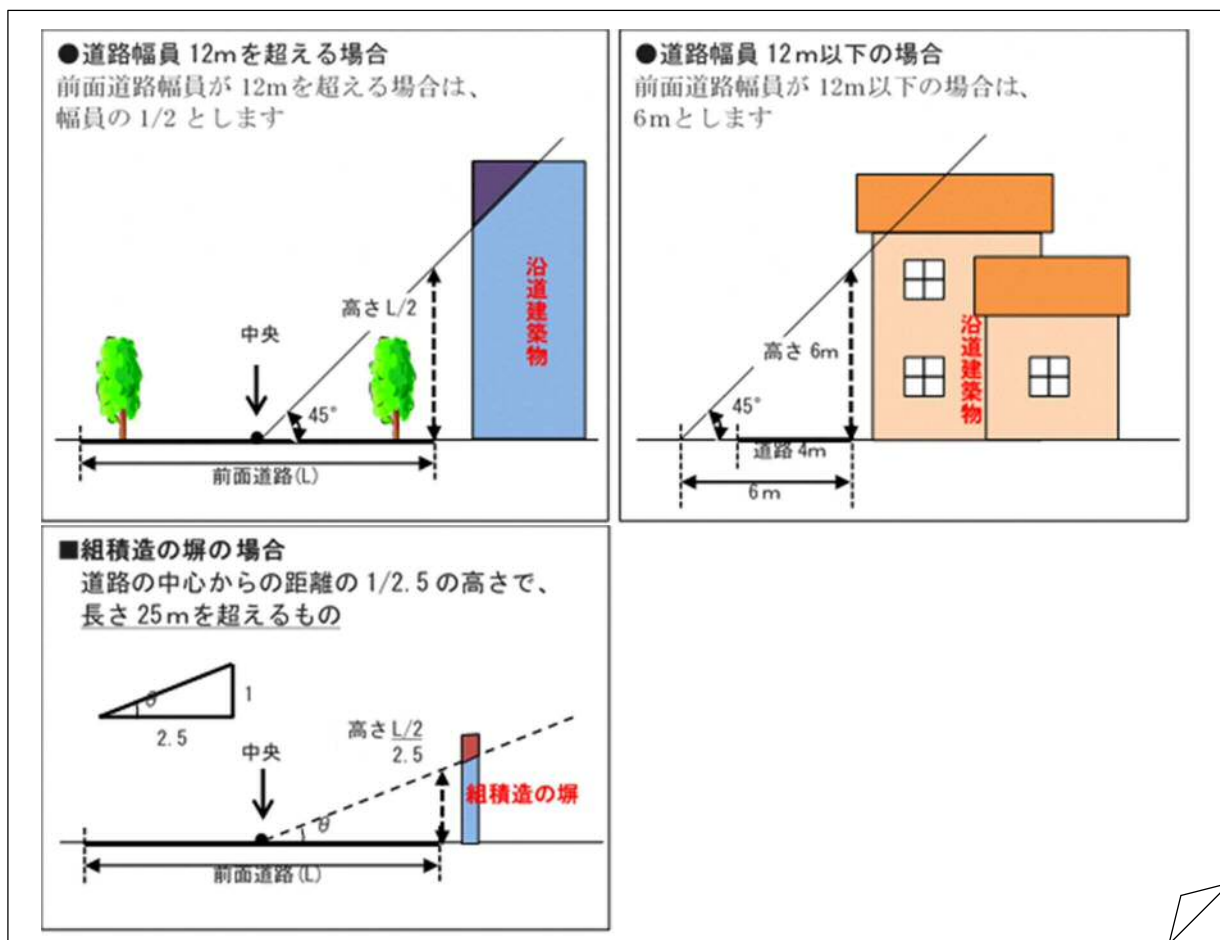 ●道路幅員 12mを超える場合
前面道路幅員が 12mを超える場合は、
幅員の 1/2 とします
沿道建築物
高さ L/2
中央
45°
前面道路(L)
●道路幅員 12m以下の場合
前面道路幅員が 12m以下の場合は、
6mとします
沿道建築物
高さ 6m
45°
道路 4m
6m
■組積造の塀の場合
道路の中心からの距離の 1/2.5 の高さで、
長さ 25mを超えるもの
θ
1
2.5
中央
高さ L/2
2.5
組積造の塀
θ
前面道路(L)